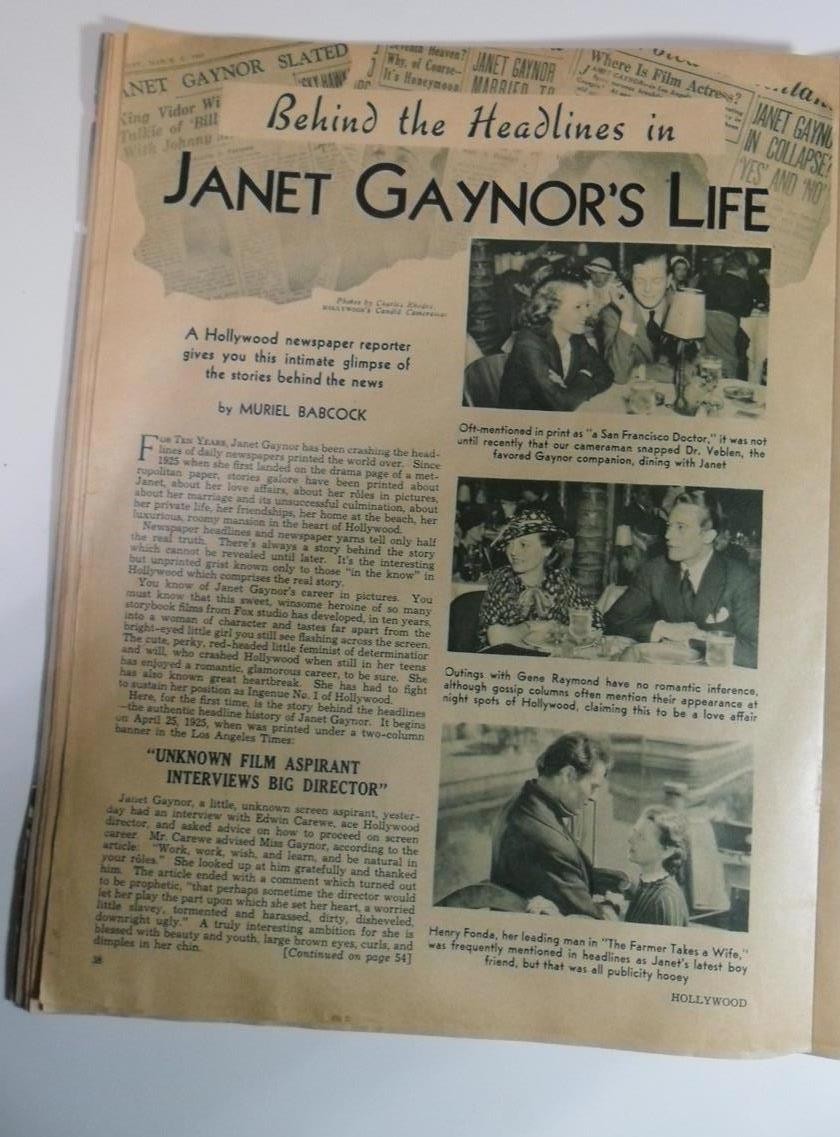 ANET GAYNOR SLATED
King Vidor Wi
Talkie of 'Bill
With Johnny
Seventh Heaven?
Why, of Course—
It's Honeymoon
JANET GAYNOR
MARRIED TO
Where Is Film Actress?
JANET GAYNO
IN COLLAPSE!
'YES' AND 'NO'
Behind the Headlines in
JANET GAYNOR'S LIFE
Photos by Charles Rhodes,
HOLLYWOOD'S Candid Cameraman
A Hollywood newspaper reporter
gives you this intimate glimpse of
the stories behind the news
by MURIEL BABCOCK
FOR TEN YEARS, Janet Gaynor has been crashing the head-
lines of daily newspapers printed the world over. Since
1925 when she first landed on the drama page of a met-
ropolitan paper, stories galore have been printed about
Janet, about her love affairs, about her rôles in pictures,
about her marriage and its unsuccessful culmination, about
her private life, her friendships, her home at the beach, her
luxurious, roomy mansion in the heart of Hollywood.
Newspaper headlines and newspaper yarns tell only half
the real truth. There's always a story behind the story
which cannot be revealed until later. It's the interesting
but unprinted grist known only to those "in the know" in
Hollywood which comprises the real story.
You know of Janet Gaynor's career in pictures. You
must know that this sweet, winsome heroine of so many
storybook films from Fox studio has developed, in ten years,
into a woman of character and tastes far apart from the
bright-eyed little girl you still see flashing across the screen.
The cute, perky, red-headed little feminist of determination
and will, who crashed Hollywood when still in her teens
has enjoyed a romantic, glamorous career, to be sure. She
has also known great heartbreak. She has had to fight
to sustain her position as Ingenue No. 1 of Hollywood.
Here, for the first time, is the story behind the headlines
—the authentic headline history of Janet Gaynor. It begins
on April 25, 1925, when was printed under a two-column
banner in the Los Angeles Times:
"UNKNOWN FILM ASPIRANT
INTERVIEWS BIG DIRECTOR"
Janet Gaynor, a little, unknown screen aspirant, yester-
day had an interview with Edwin Carewe, ace Hollywood
director, and asked advice on how to proceed on screen
career. Mr. Carewe advised Miss Gaynor, according to the
article: "Work, work, wish, and learn, and be natural in
your rôles." She looked up at him gratefully and thanked
him. The article ended with a comment which turned out
to be prophetic, "that perhaps sometime the director would
let her play the part upon which she set her heart, a worried
little slavey, tormented and harassed, dirty, disheveled,
downright ugly." A truly interesting ambition for she is
blessed with beauty and youth, large brown eyes, curls, and
dimples in her chin.
[Continued on page 54]
38
Oft-mentioned in print as "a San Francisco Doctor," it was not
until recently that our cameraman snapped Dr. Veblen, the
favored Gaynor companion, dining with Janet
Outings with Gene Raymond have no romantic inference,
although gossip columns often mention their appearance at
night spots of Hollywood, claiming this to be a love affair
Henry Fonda, her leading man in "The Farmer Takes a Wife,"
was frequently mentioned in headlines as Janet's latest boy
friend, but that was all publicity hooey
HOLLYWOOD